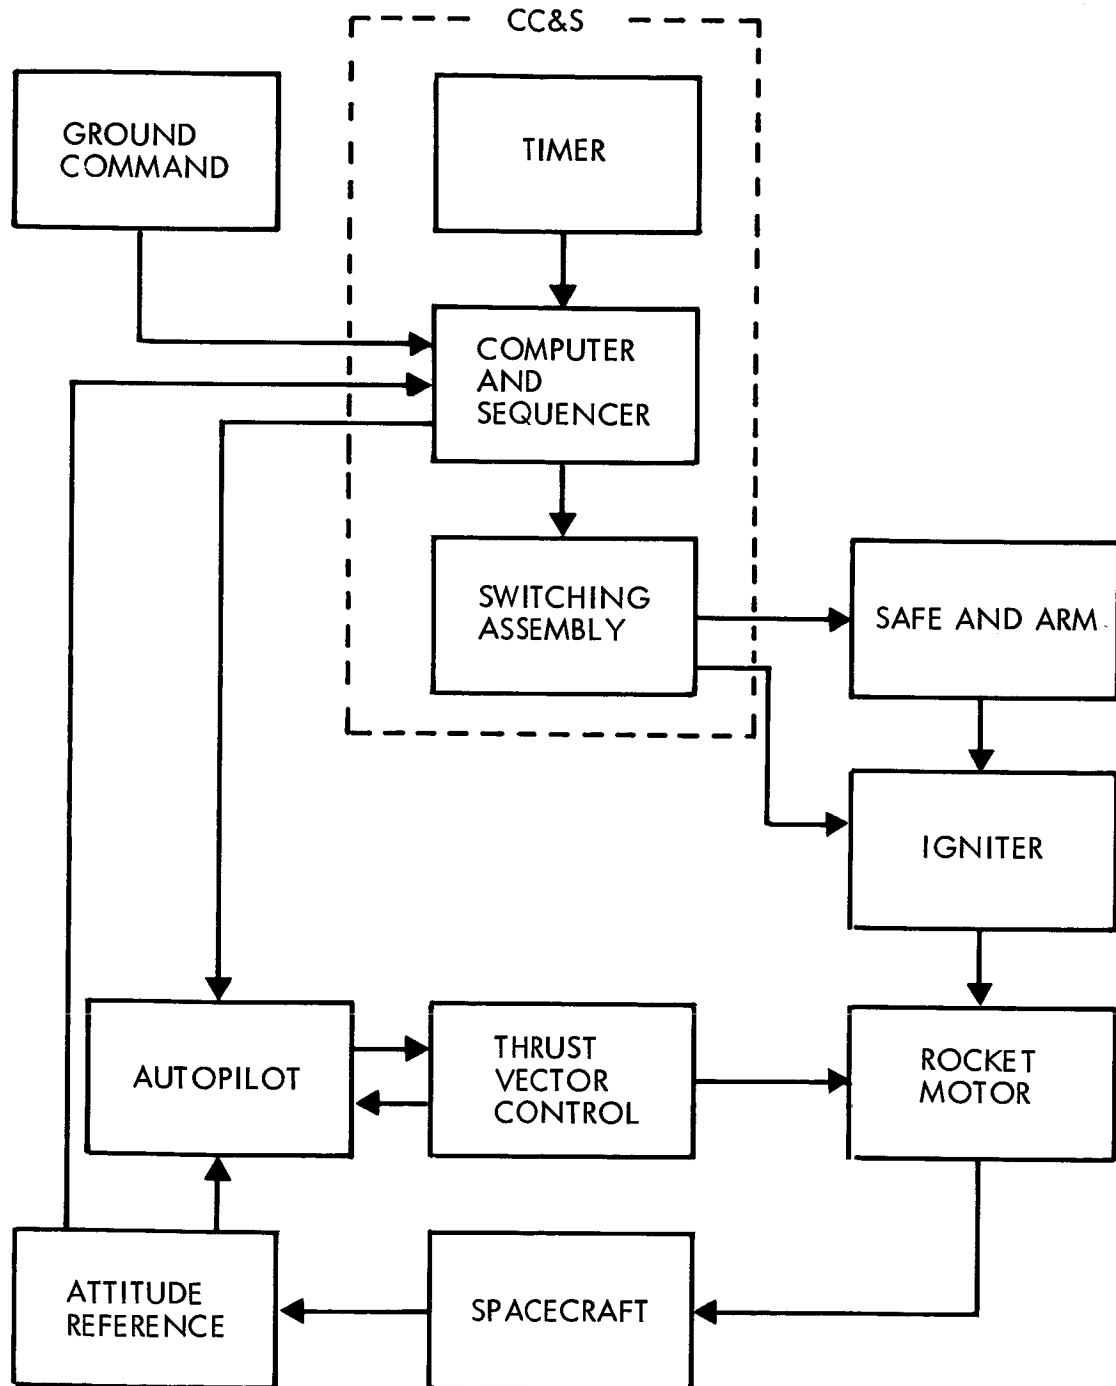 CC&S
GROUND
COMMAND
TIMER
COMPUTER
AND
SEQUENCER
SWITCHING
ASSEMBLY
SAFE AND ARM
IGNITER
AUTOPILOT
THRUST
VECTOR
CONTROL
ROCKET
MOTOR
ATTITUDE
REFERENCE
SPACECRAFT